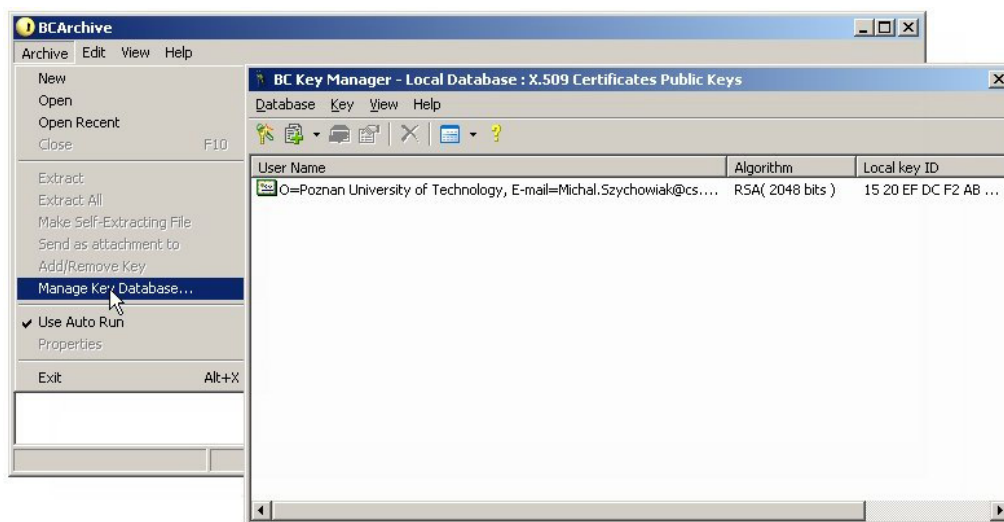 BCArchive
Archive Edit View Help
New
Open
Open Recent
Close F10
Extract
Extract All
Make Self-Extracting File
Send as attachment to
Add/Remove Key
Manage Key Database...
Use Auto Run
Properties
Exit Alt+X
BC Key Manager - Local Database : X.509 Certificates Public Keys
Database Key View Help
User Name Algorithm Local key ID
O=Poznan University of Technology, E-mail=Michal.Szychowiak@cs.... RSA( 2048 bits ) 15 20 EF DC F2 AB ...